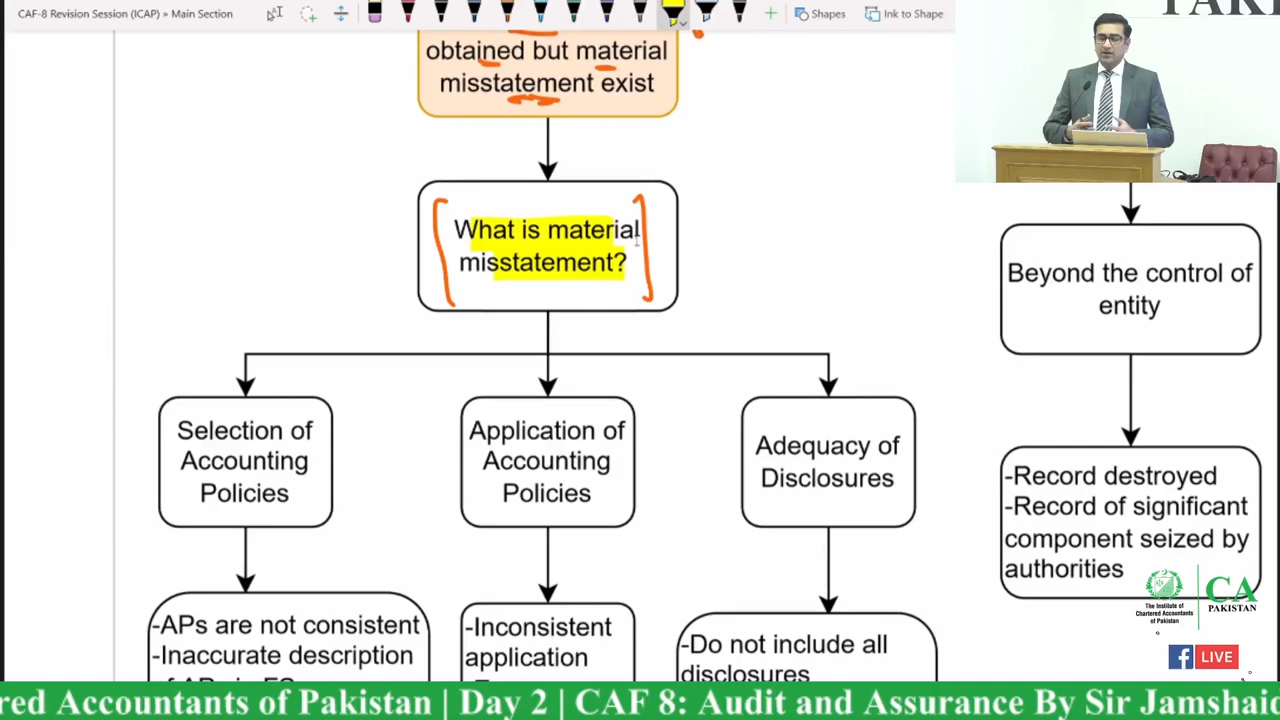 CAF-8 Revision Session (ICAP) » Main Section
Shapes
Ink to Shape
obtained but material
misstatement exist
What is material
misstatement?
Beyond the control of
entity
Selection of
Accounting
Policies
Application of
Accounting
Policies
Adequacy of
Disclosures
-Record destroyed
-Record of significant
component seized by
authorities
-APs are not consistent
-Inaccurate description
-Inconsistent
application
-Do not include all
disclosures
The Institute of
Chartered Accountants
of Pakistan
CA
PAKISTAN
LIVE
red Accountants of Pakistan | Day 2 | CAF 8: Audit and Assurance By Sir Jamshaid